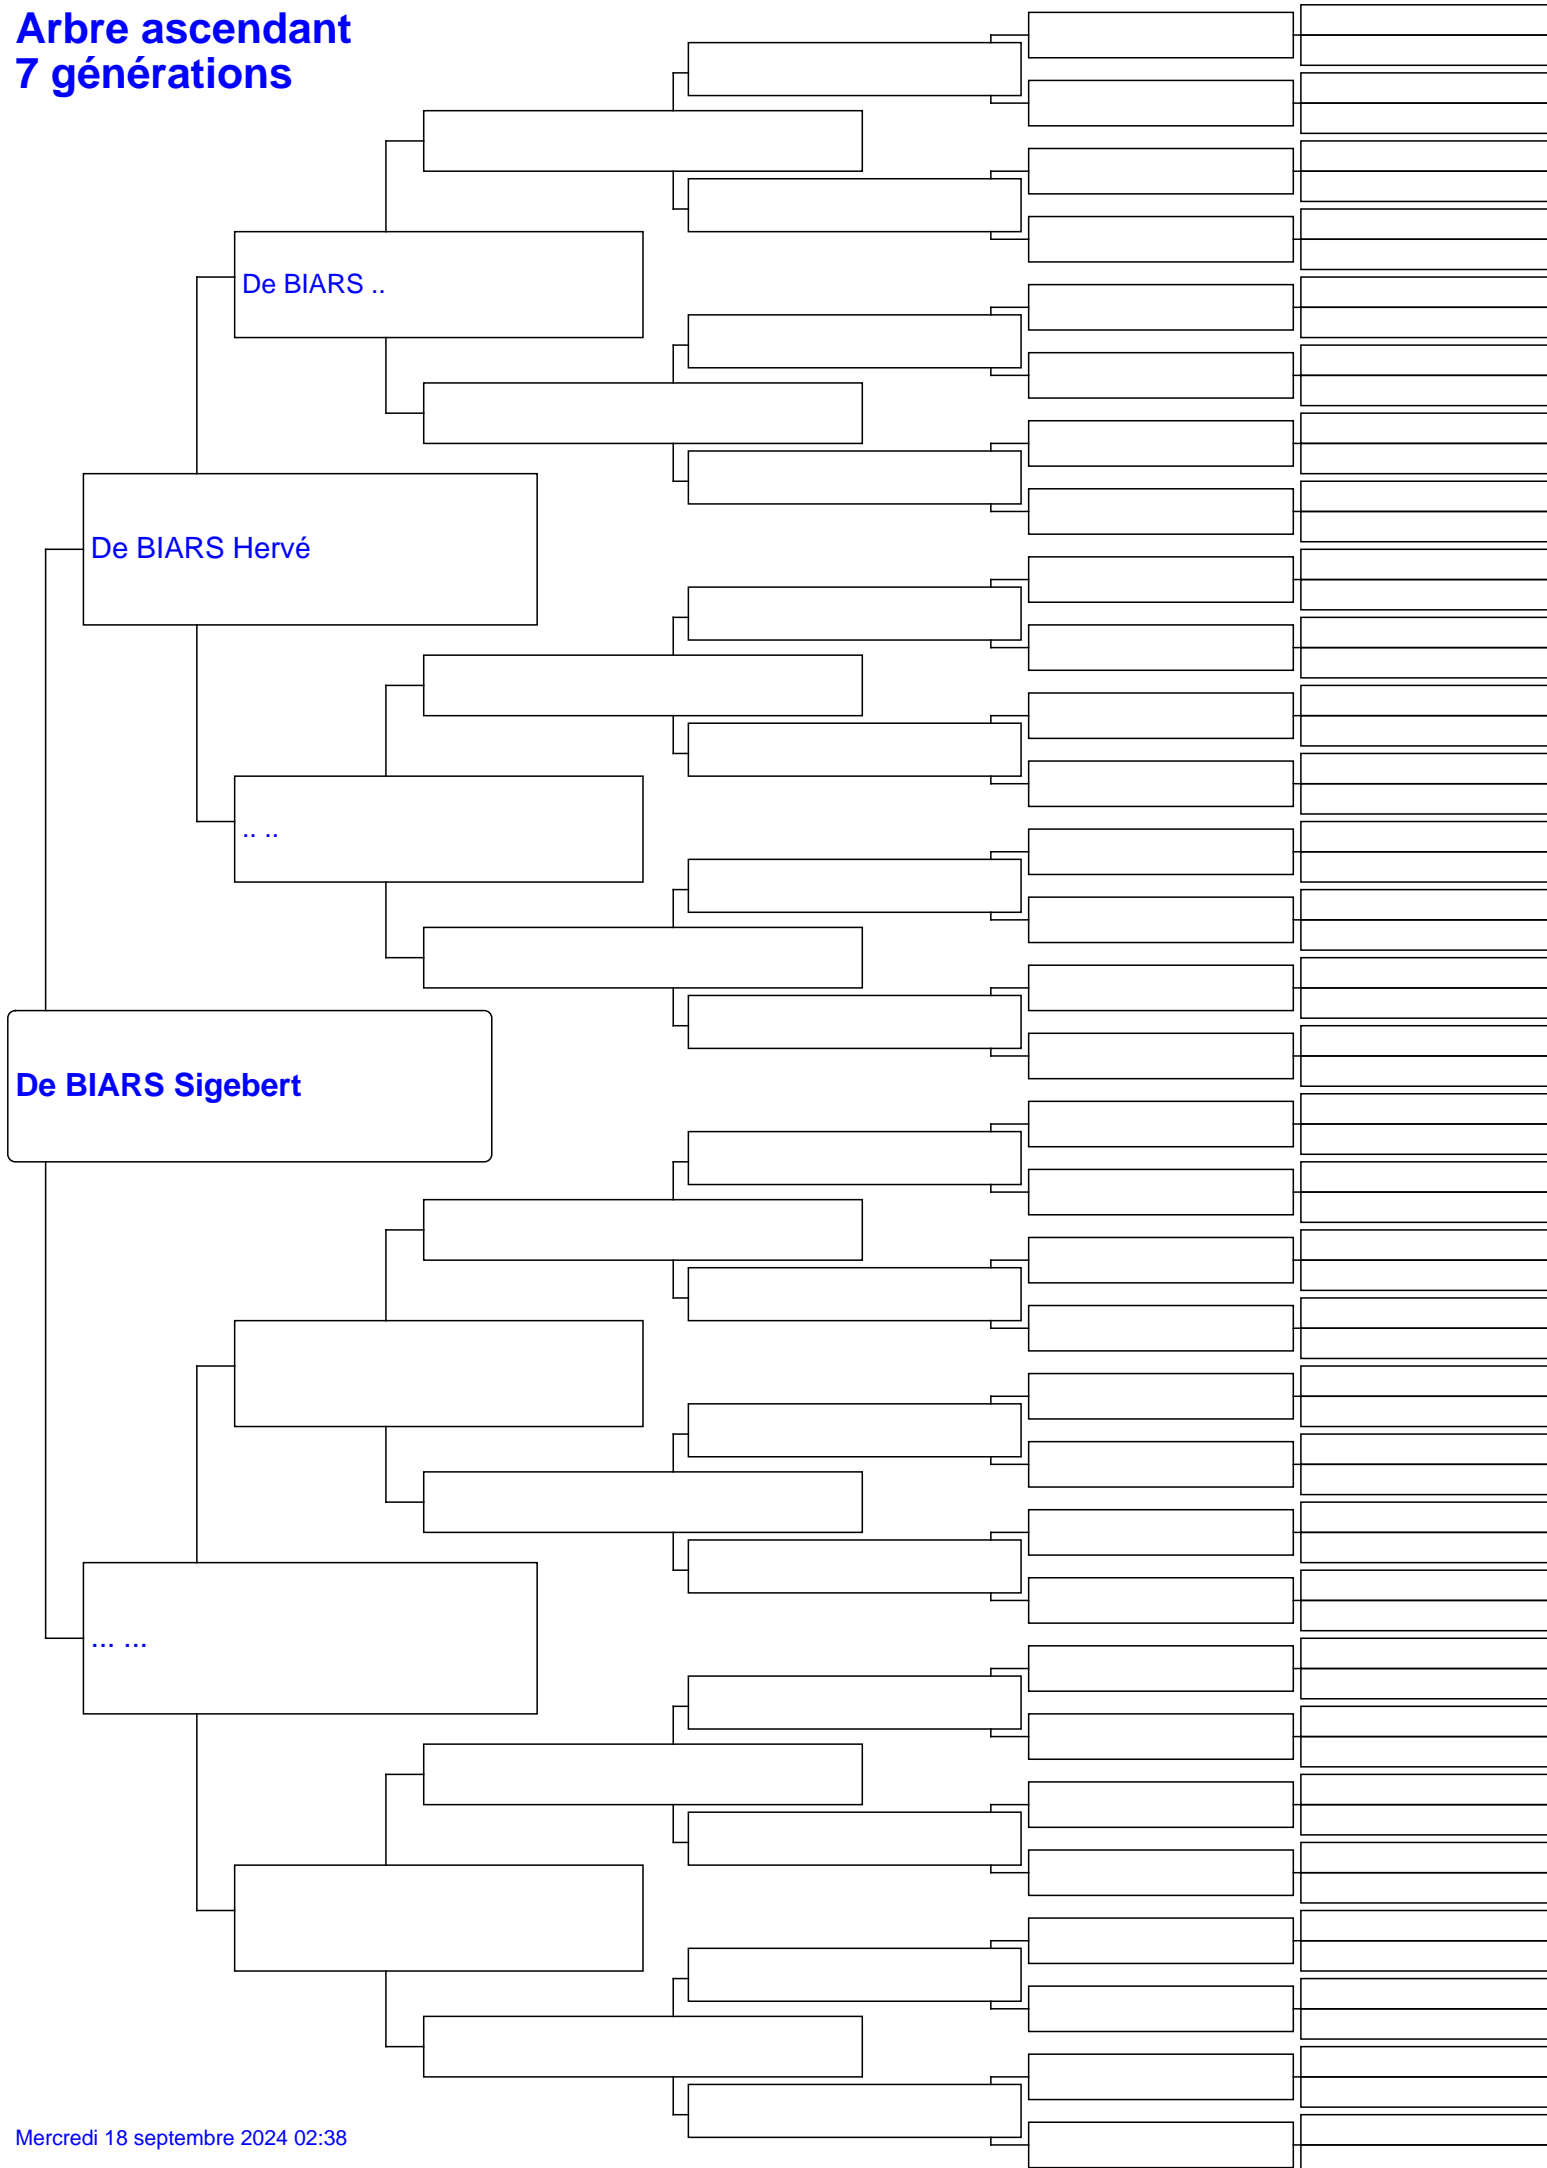 Arbre ascendant
7 générations
De BIARS ..
De BIARS Hervé
.. ..
De BIARS Sigebert
... ...
Mercredi 18 septembre 2024 02:38